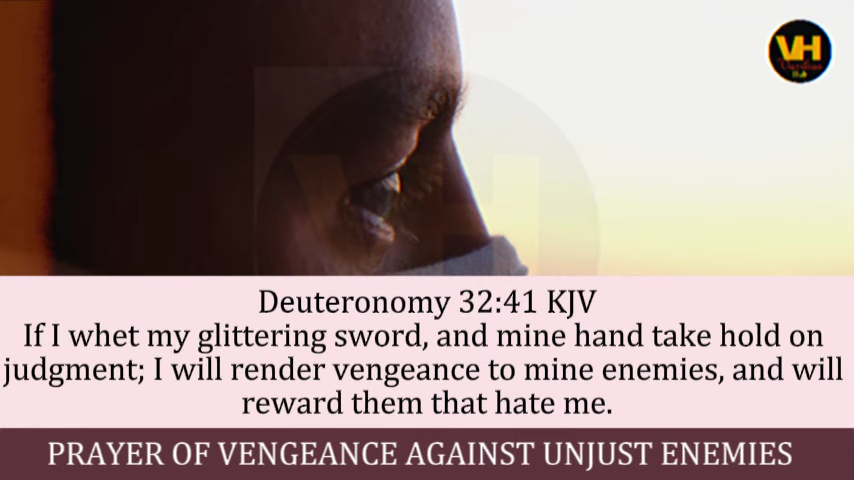 VH
Deuteronomy 32:41 KJV
If I whet my glittering sword, and mine hand take hold on
judgment; I will render vengeance to mine enemies, and will
reward them that hate me.
PRAYER OF VENGEANCE AGAINST UNJUST ENEMIES